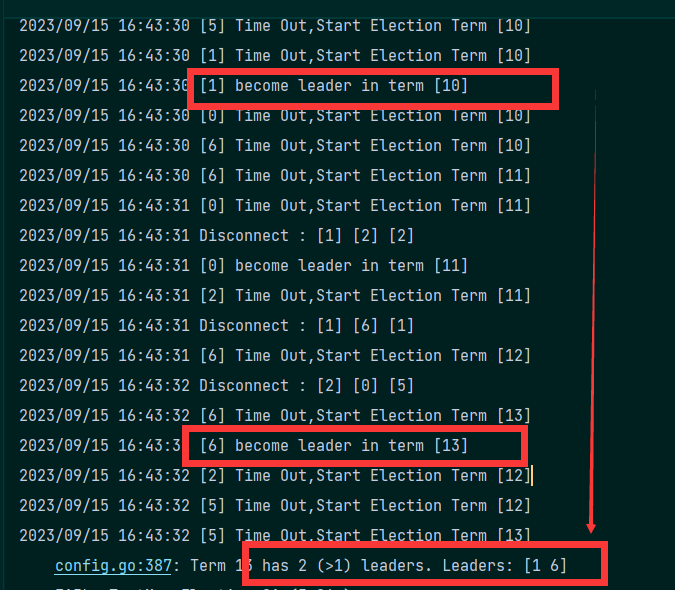 2023/09/15 16:43:30 [5] Time Out,Start Election Term [10]
2023/09/15 16:43:30 [1] Time Out,Start Election Term [10]
2023/09/15 16:43:30 [1] become leader in term [10]
2023/09/15 16:43:30 [0] Time Out,Start Election Term [10]
2023/09/15 16:43:30 [6] Time Out,Start Election Term [10]
2023/09/15 16:43:30 [6] Time Out,Start Election Term [11]
2023/09/15 16:43:31 [0] Time Out,Start Election Term [11]
2023/09/15 16:43:31 Disconnect : [1] [2] [2]
2023/09/15 16:43:31 [0] become leader in term [11]
2023/09/15 16:43:31 [2] Time Out,Start Election Term [11]
2023/09/15 16:43:31 Disconnect : [1] [6] [1]
2023/09/15 16:43:31 [6] Time Out,Start Election Term [12]
2023/09/15 16:43:32 Disconnect : [2] [0] [5]
2023/09/15 16:43:32 [6] Time Out,Start Election Term [13]
2023/09/15 16:43:3 [6] become leader in term [13]
2023/09/15 16:43:32 [2] Time Out,Start Election Term [12]
2023/09/15 16:43:32 [5] Time Out,Start Election Term [12]
2023/09/15 16:43:32 [5] Time Out,Start Election Term [13]
config.go:387: Term 13 has 2 (>1) leaders. Leaders: [1 6]